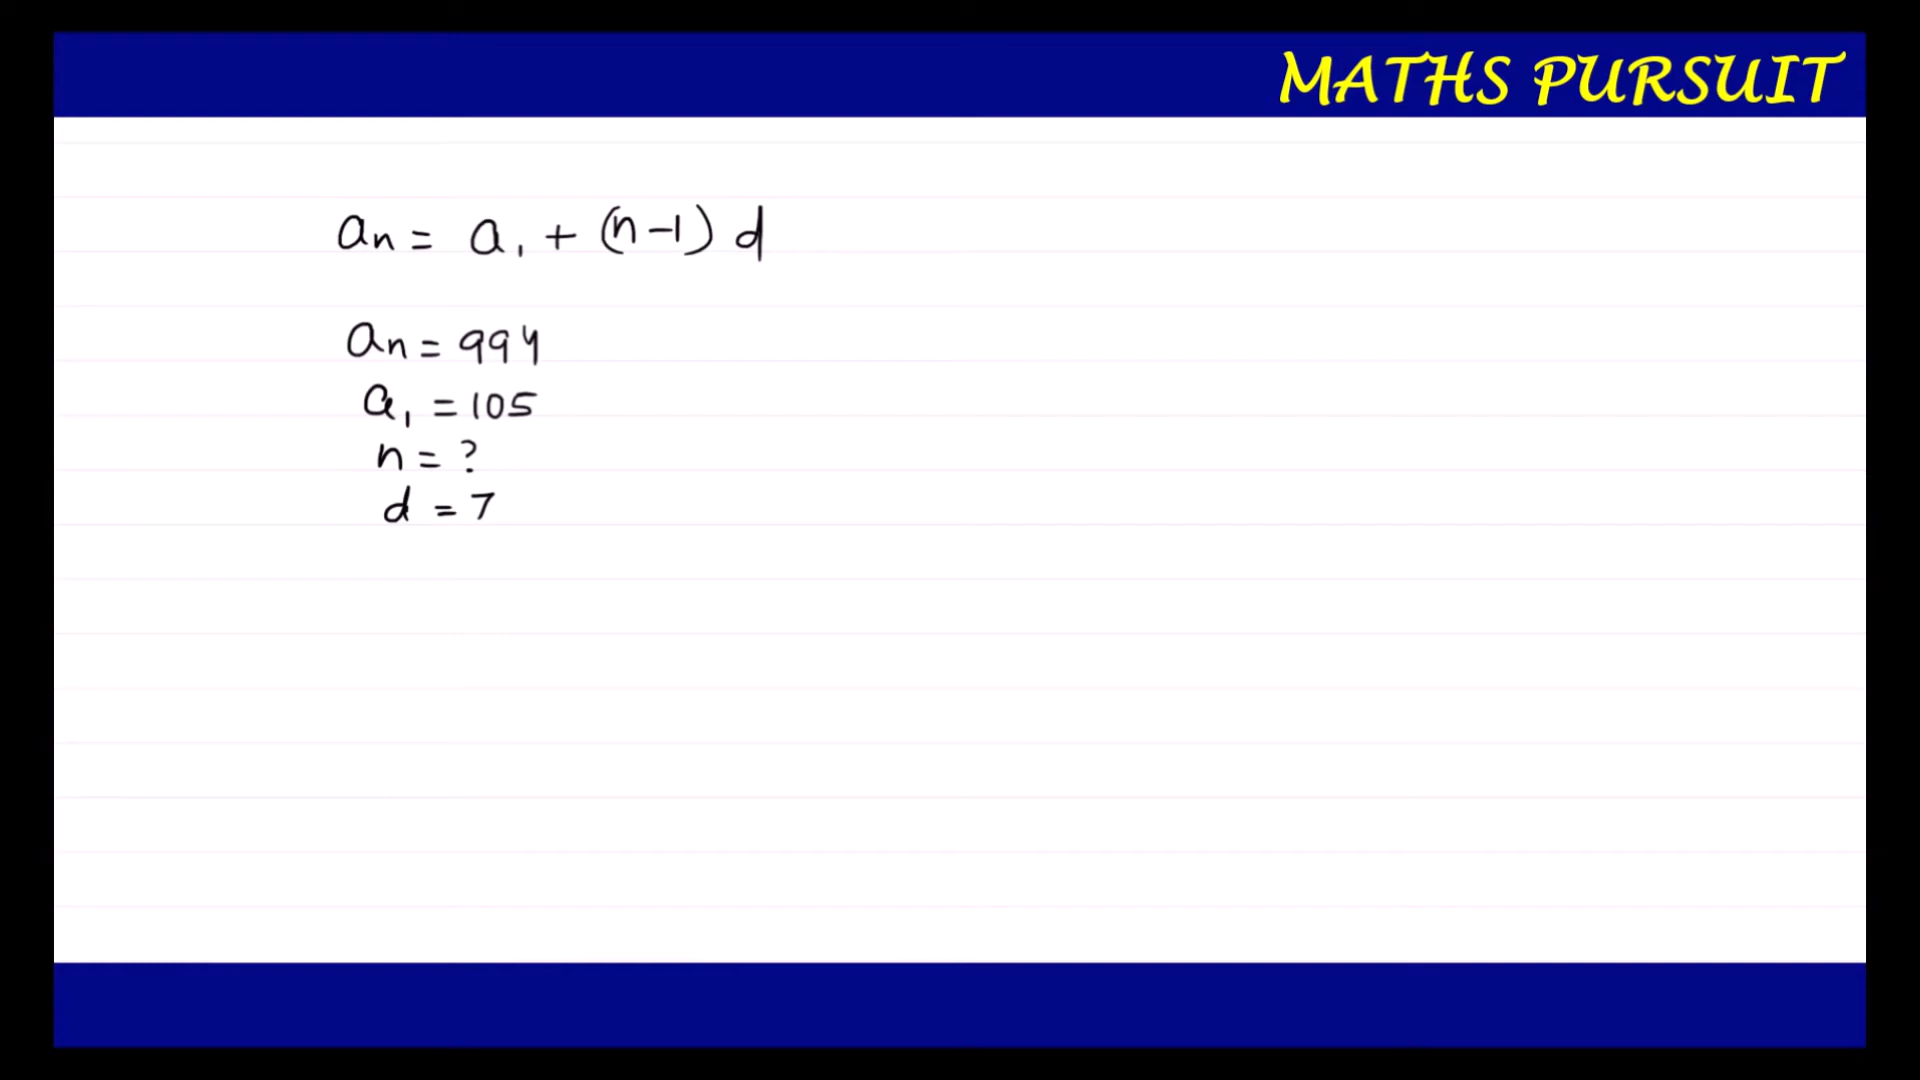 MATHS PURSUIT
an = a₁ + (n-1) d
an = 994
a₁ = 105
n = ?
d = 7